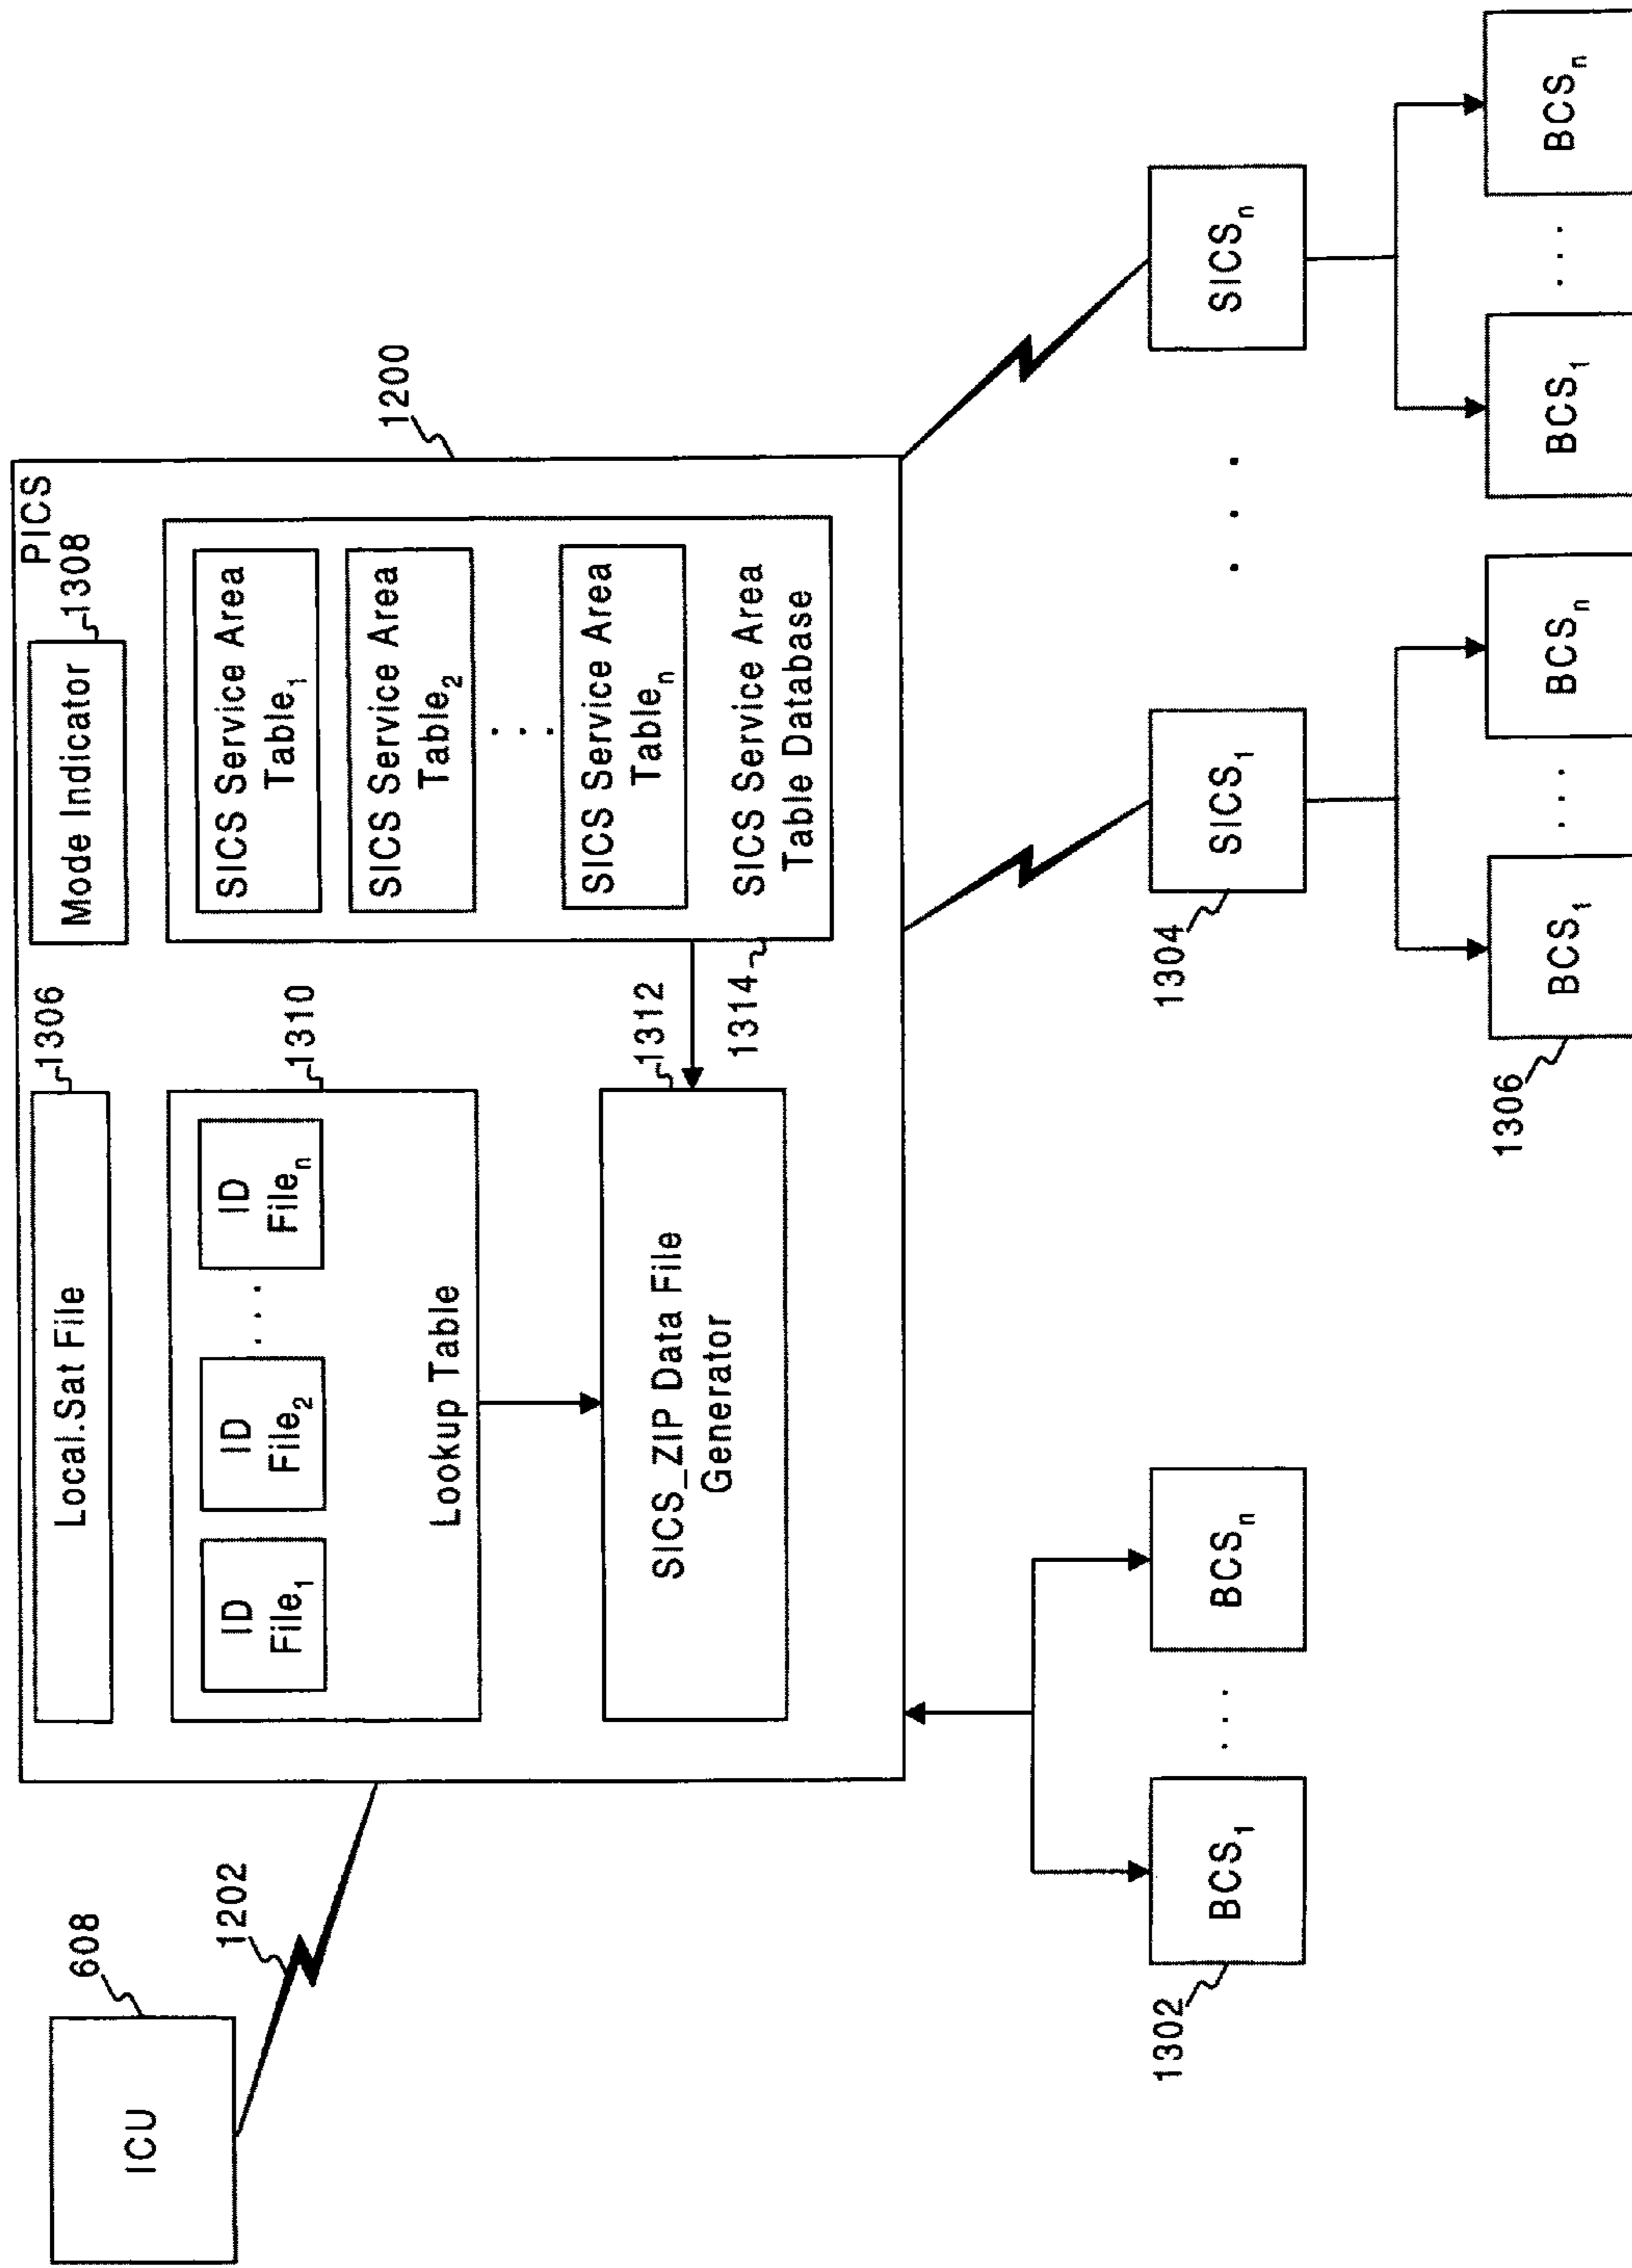 ICU
608
1202
PICS
1200
Local.Sat File
1306
Mode Indicator
1308
ID
File₁
ID
File₂
. . .
ID
Fileₙ
Lookup Table
1310
SICS Service Area
Table₁
SICS Service Area
Table₂
. . .
SICS Service Area
Tableₙ
SICS Service Area
Table Database
1314
SICS_ZIP Data File
Generator
1312
BCS₁
. . .
BCSₙ
1302
SICS₁
1304
. . .
SICSₙ
BCS₁
. . .
BCSₙ
1306
BCS₁
. . .
BCSₙ